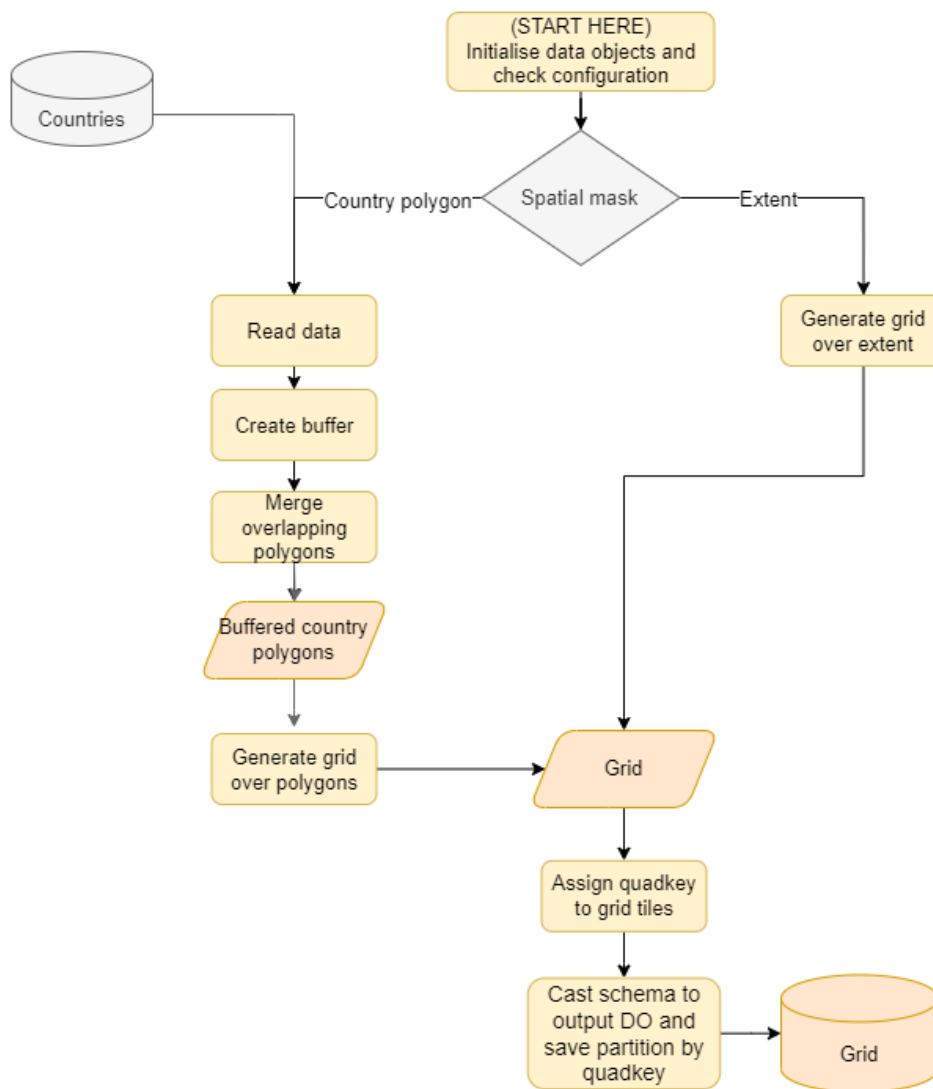 (START HERE)
Initialise data objects and
check configuration
Countries
Country polygon
Spatial mask
Extent
Read data
Generate grid
over extent
Create buffer
Merge
overlapping
polygons
Buffered country
polygons
Generate grid
over polygons
Grid
Assign quadkey
to grid tiles
Cast schema to
output DO and
save partition by
quadkey
Grid